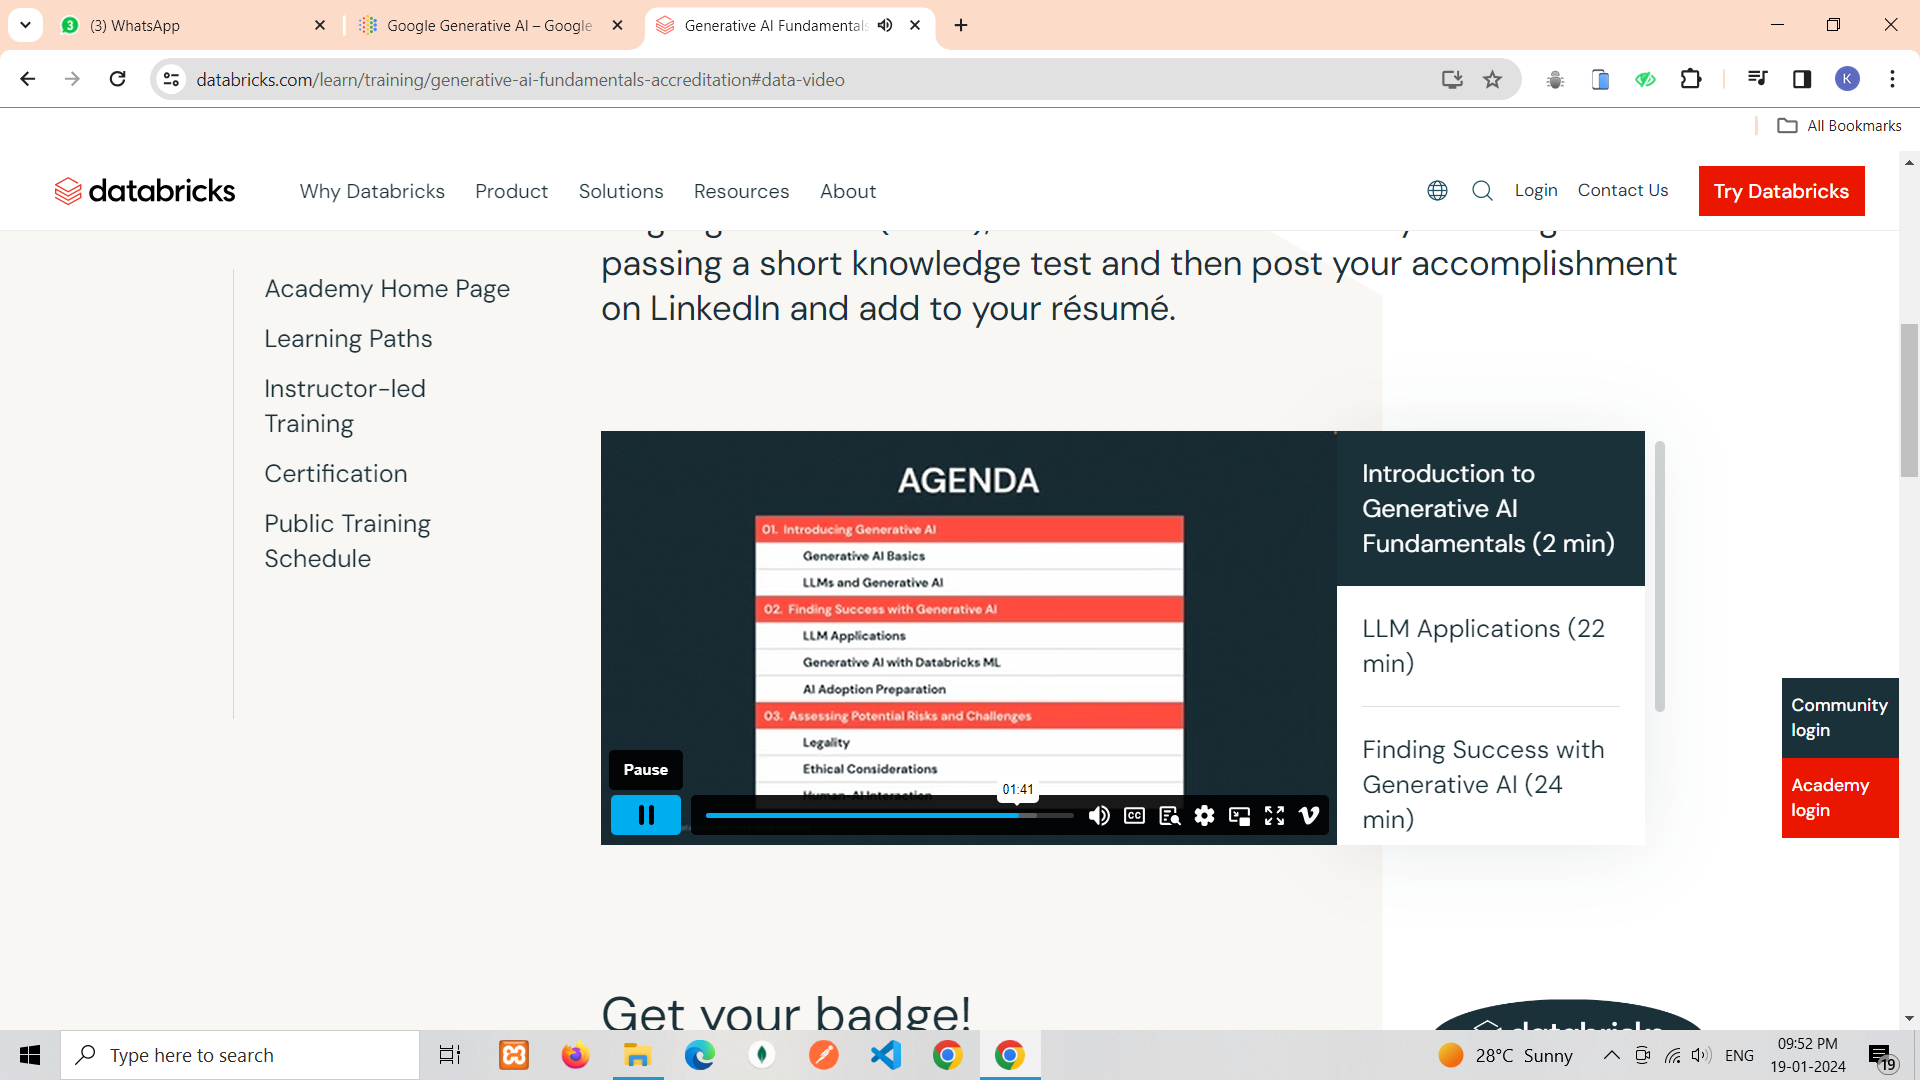 (3) WhatsApp
Google Generative AI – Google
Generative AI Fundamentals
databricks.com/learn/training/generative-ai-fundamentals-accreditation#data-video
K
All Bookmarks
databricks
Why Databricks
Product
Solutions
Resources
About
Login
Contact Us
Try Databricks
Academy Home Page
Learning Paths
Instructor-led
Training
Certification
Public Training
Schedule
passing a short knowledge test and then post your accomplishment
on LinkedIn and add to your résumé.
AGENDA
01. Introducing Generative AI
Generative AI Basics
LLMs and Generative AI
02. Finding Success with Generative AI
LLM Applications
Generative AI with Databricks ML
AI Adoption Preparation
03. Assessing Potential Risks and Challenges
Legality
Ethical Considerations
Human-AI Interaction
Pause
01:41
CC
Introduction to
Generative AI
Fundamentals (2 min)
LLM Applications (22
min)
Finding Success with
Generative AI (24
min)
Community
login
Academy
login
Get your badge!
databricks
Type here to search
28°C Sunny
ENG
09:52 PM
19-01-2024
19